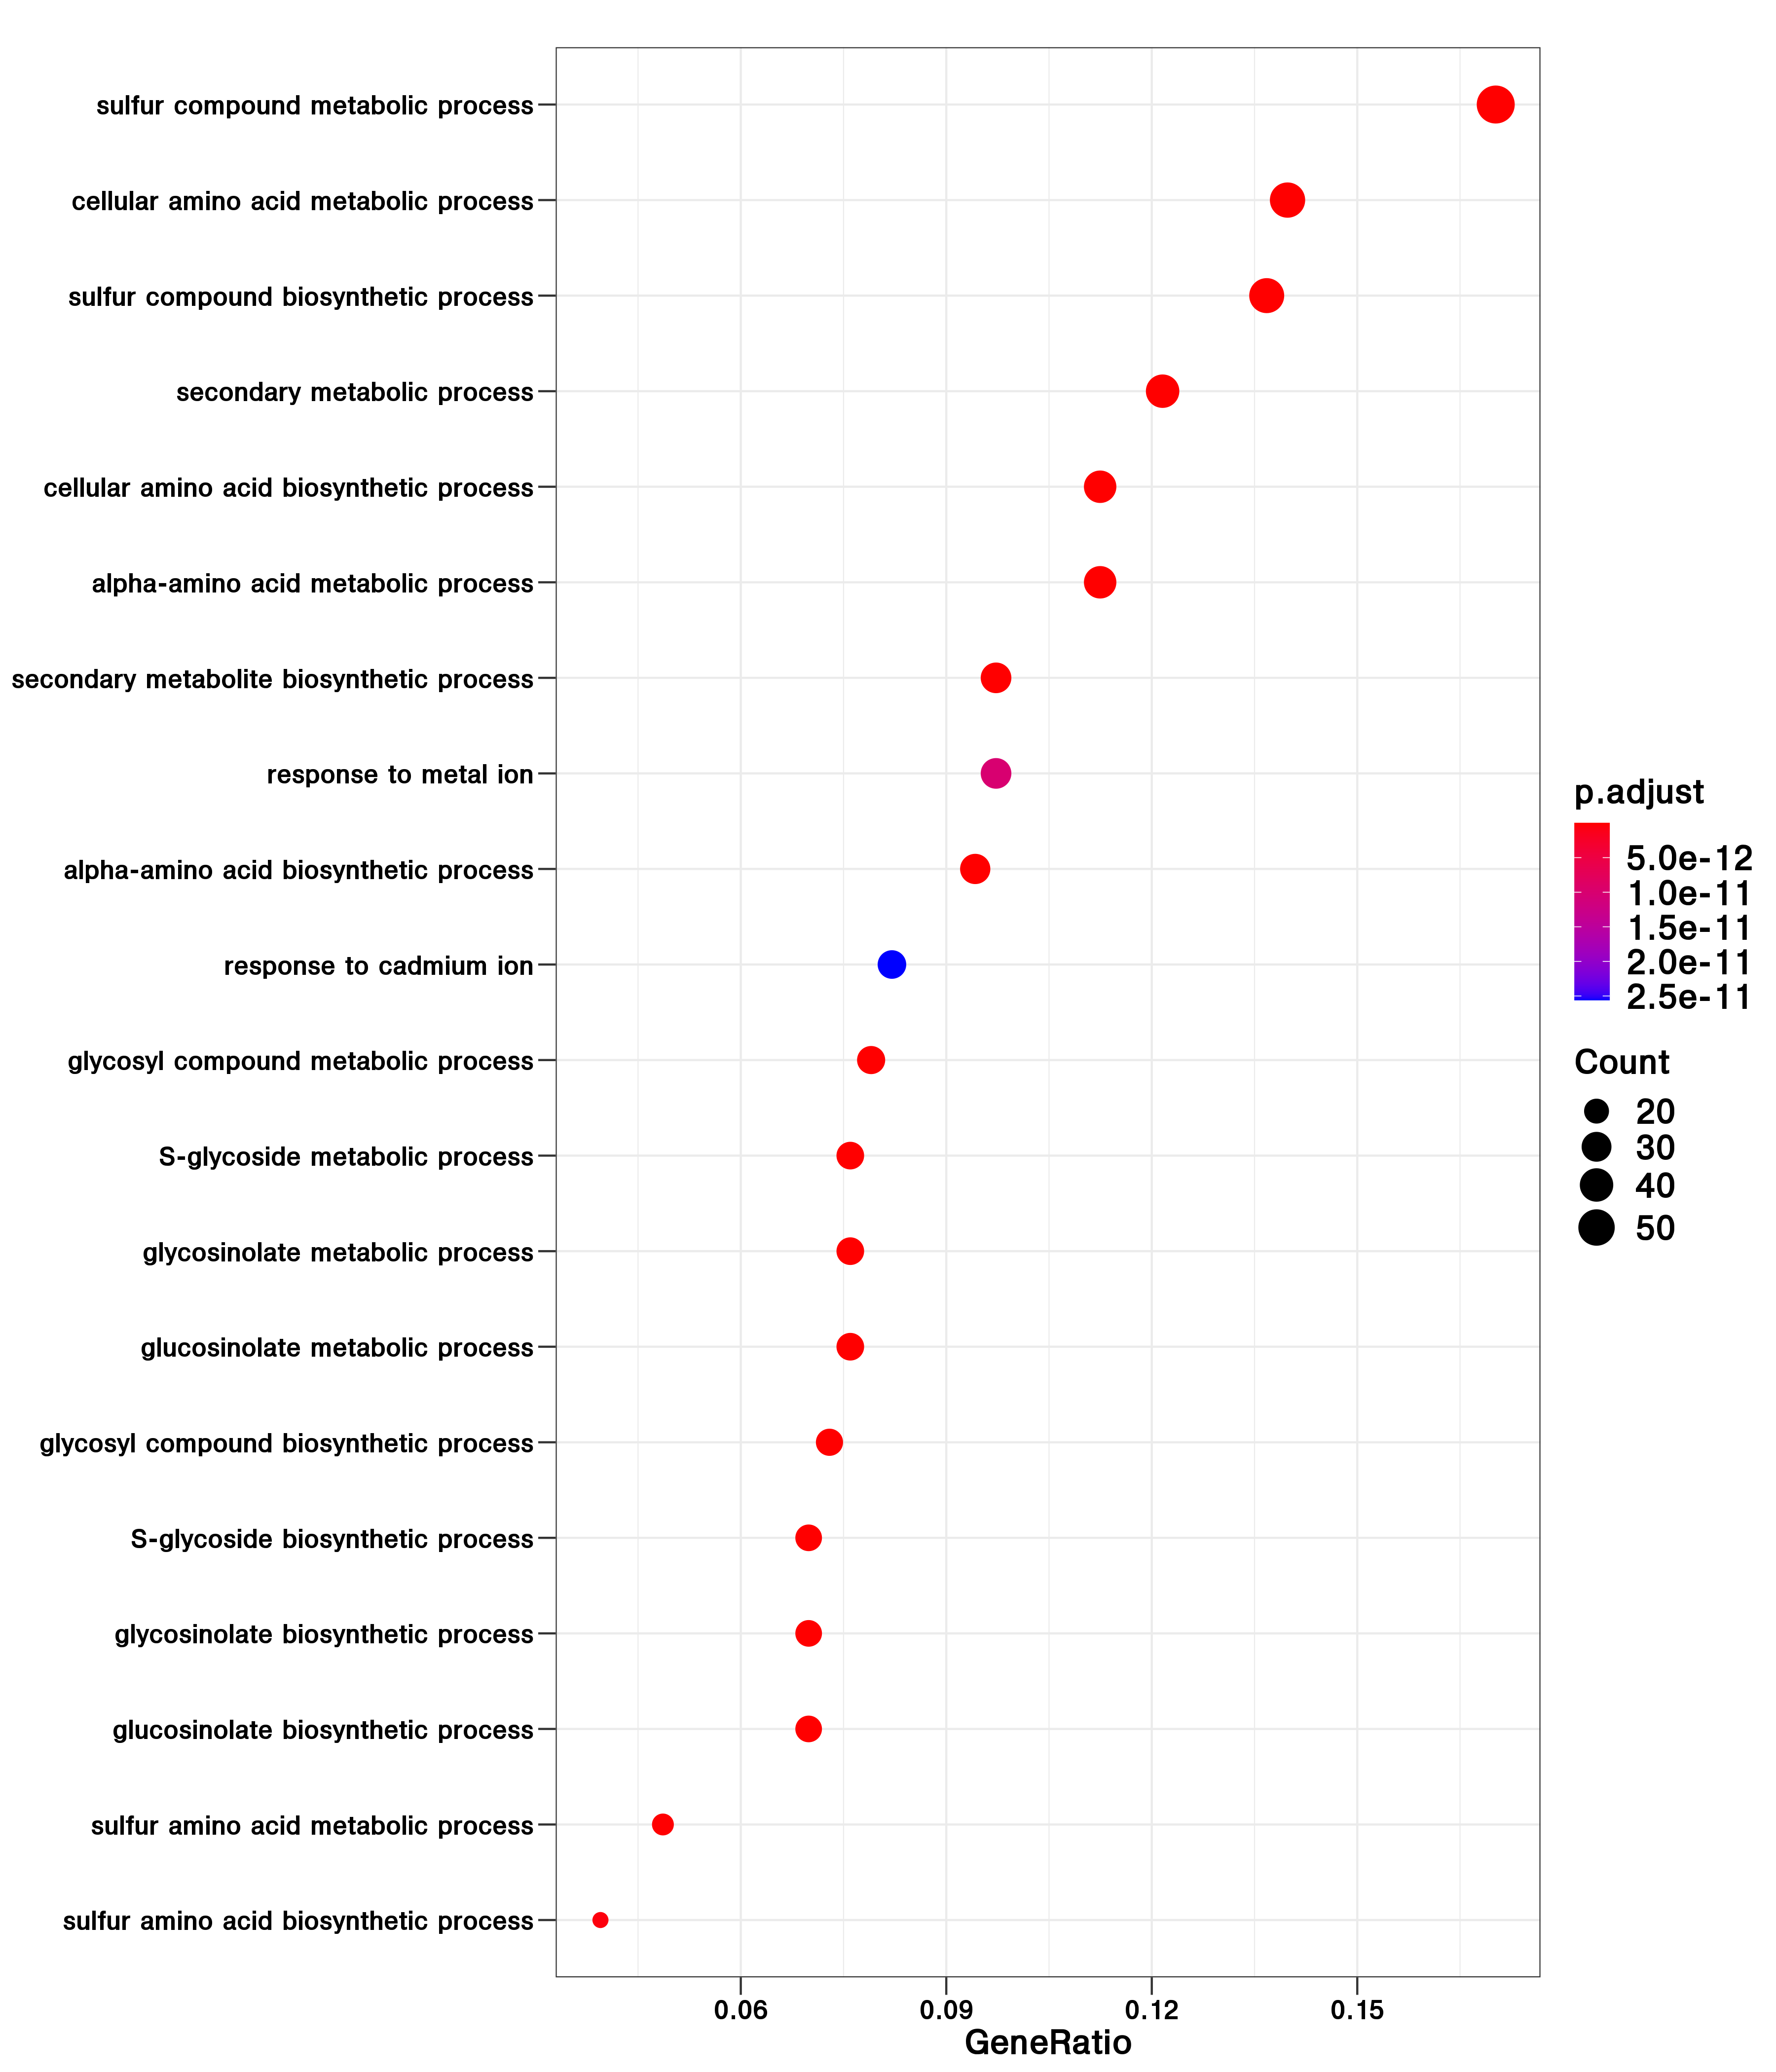 sulfur compound metabolic process
cellular amino acid metabolic process
sulfur compound biosynthetic process
secondary metabolic process
cellular amino acid biosynthetic process
alpha-amino acid metabolic process
secondary metabolite biosynthetic process
response to metal ion
alpha-amino acid biosynthetic process
response to cadmium ion
glycosyl compound metabolic process
S-glycoside metabolic process
glycosinolate metabolic process
glucosinolate metabolic process
glycosyl compound biosynthetic process
S-glycoside biosynthetic process
glycosinolate biosynthetic process
glucosinolate biosynthetic process
sulfur amino acid metabolic process
sulfur amino acid biosynthetic process
0.06 0.09 0.12 0.15
GeneRatio
p.adjust
5.0e-12
1.0e-11
1.5e-11
2.0e-11
2.5e-11
Count
20
30
40
50